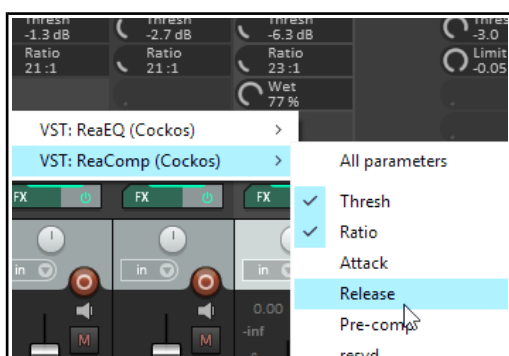 Thresh Thresh Thresh Thres
-1.3 dB -2.7 dB -6.3 dB -3.0
Ratio Ratio Ratio Limit
21 :1 21 :1 23 :1 -0.05
Wet
77 %
VST: ReaEQ (Cockos) >
VST: ReaComp (Cockos) >
All parameters
✓ Thresh
✓ Ratio
Attack
Release
Pre-comp
FX FX FX
in in in
0.00
-inf
M M